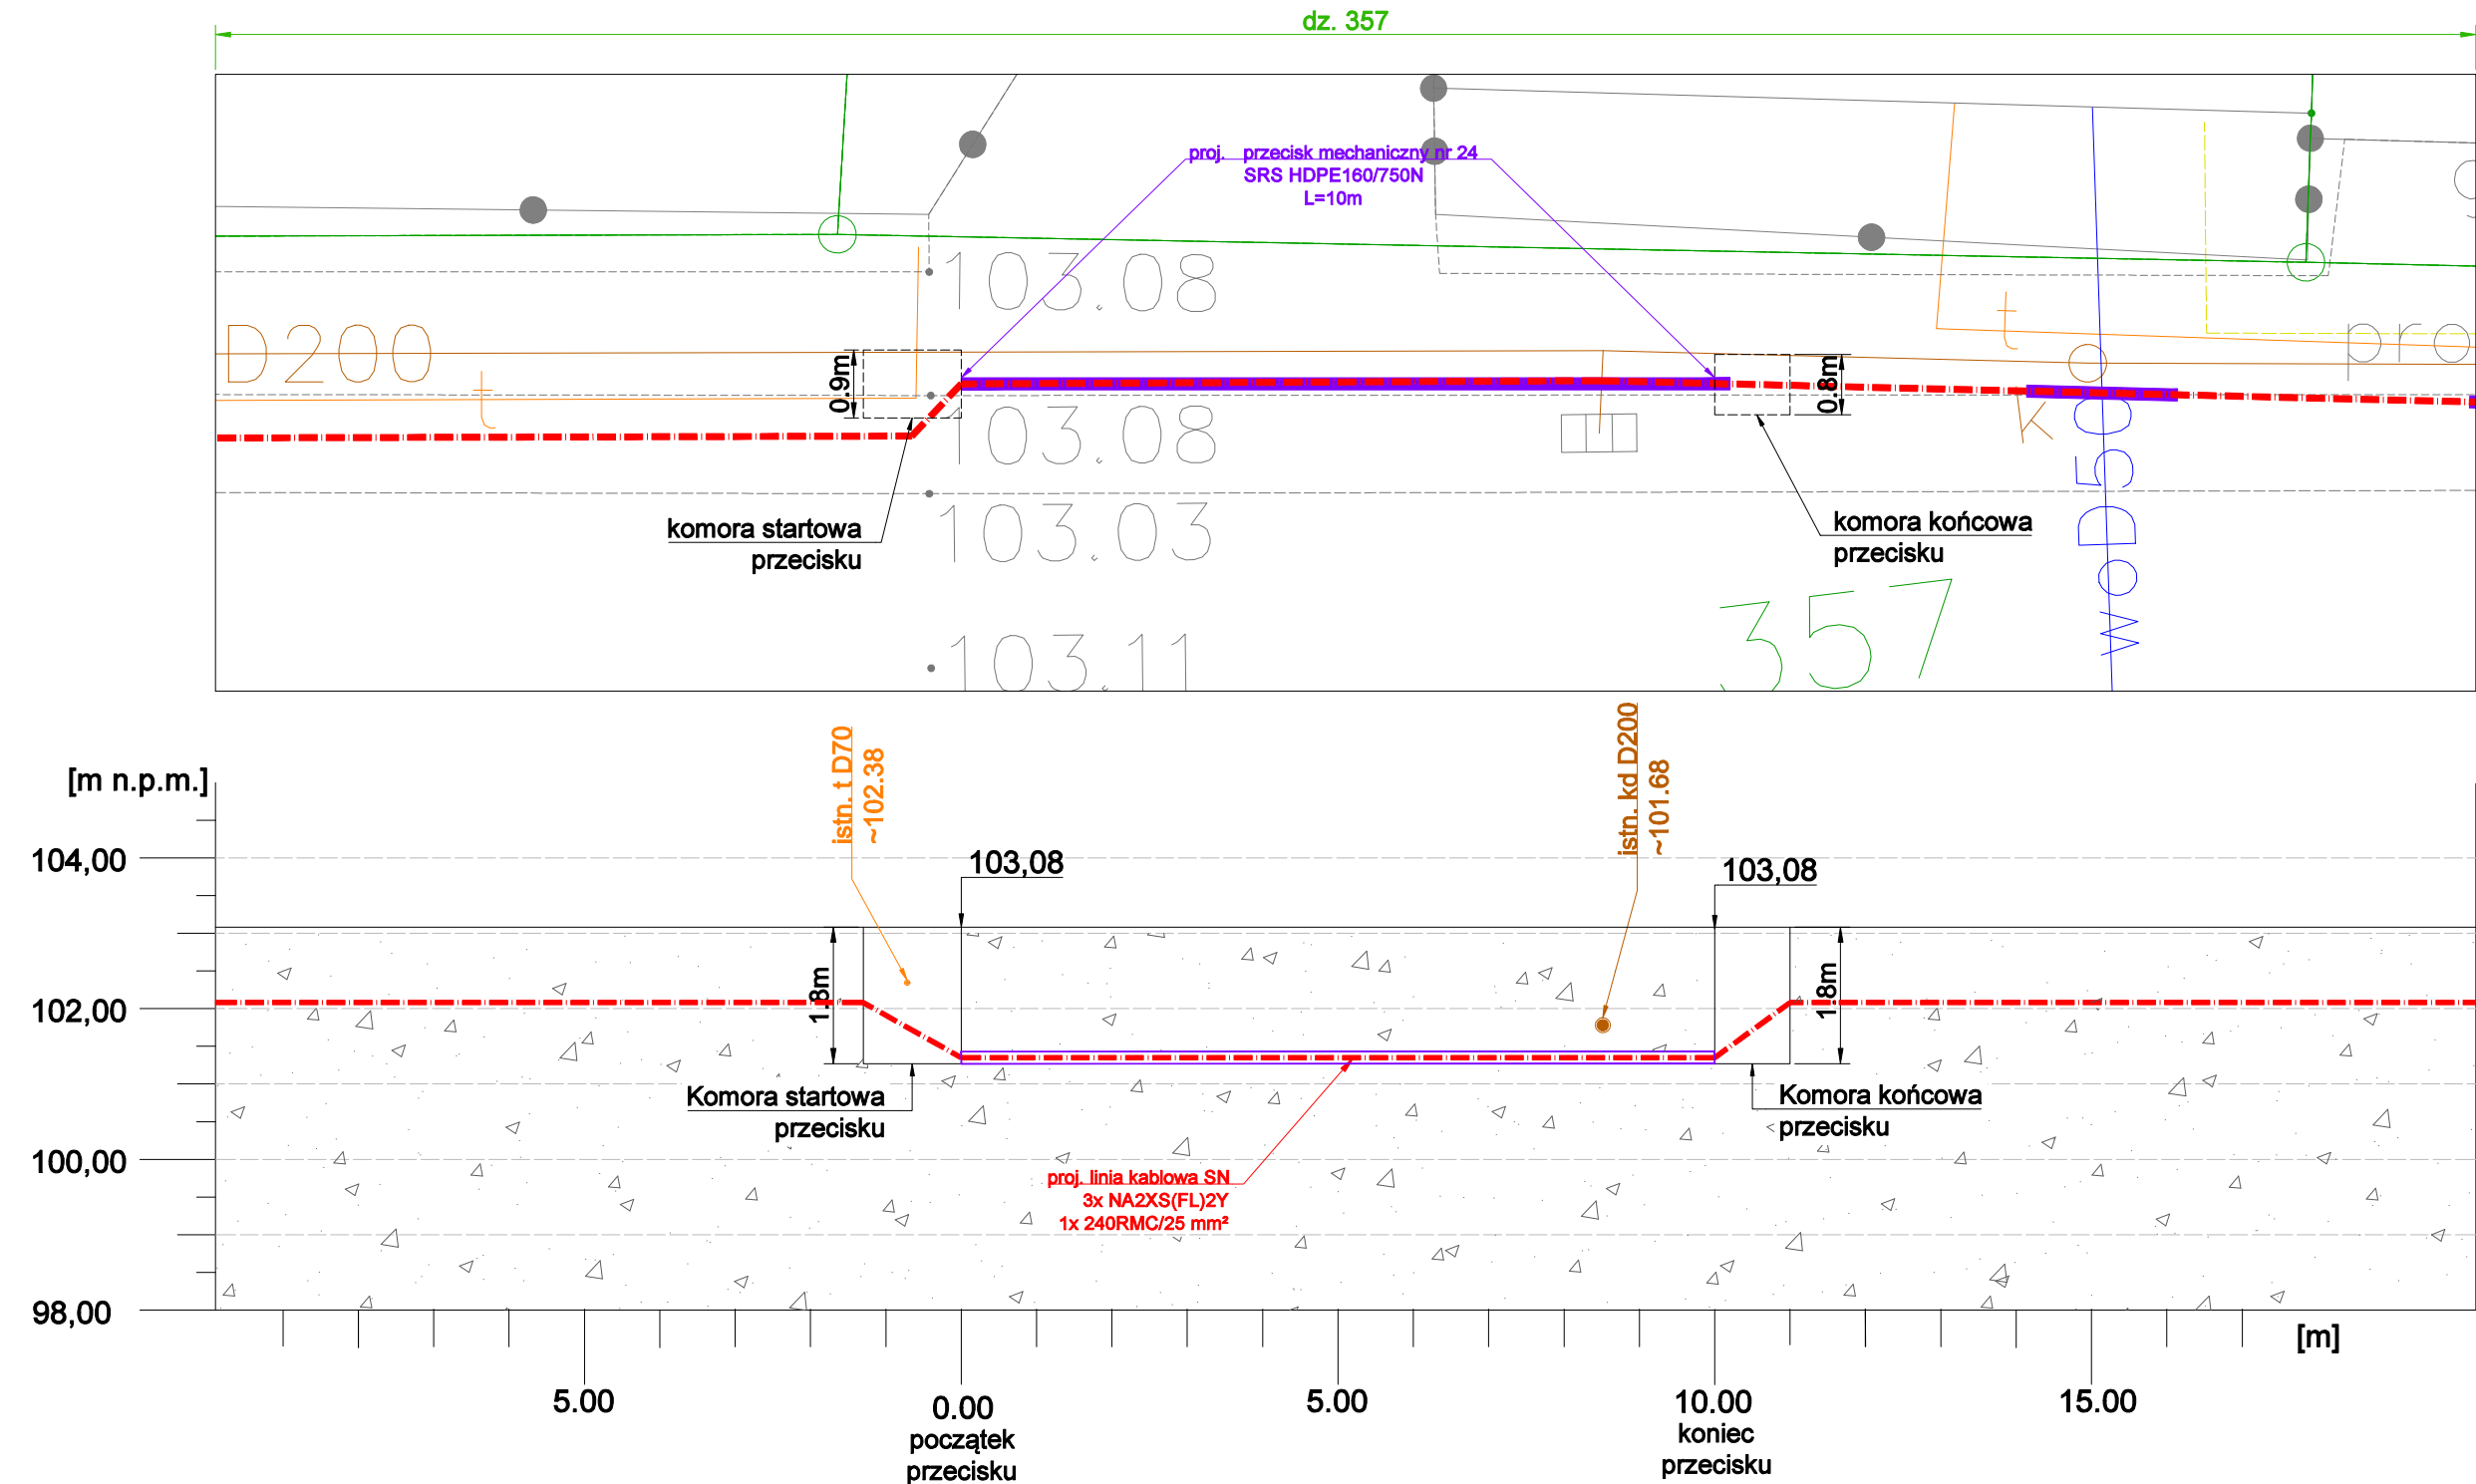 dz. 357
proj. przecisk mechaniczny nr 24
SRS HDPE160/750N
L=10m
103.08
D200
t
t
pro
0.9m
0.8m
103.08
k
woD50
103.03
komora startowa
przecisku
komora końcowa
przecisku
357
103.11
istn. t D70
~102.38
istn. kd D200
~101.68
[m n.p.m.]
104,00
103,08
103,08
102,00
1.8m
1.8m
Komora startowa
przecisku
Komora końcowa
przecisku
100,00
proj. linia kablowa SN
3x NA2XS(FL)2Y
1x 240RMC/25 mm²
98,00
[m]
5.00
0.00
5.00
10.00
15.00
początek
przecisku
koniec
przecisku